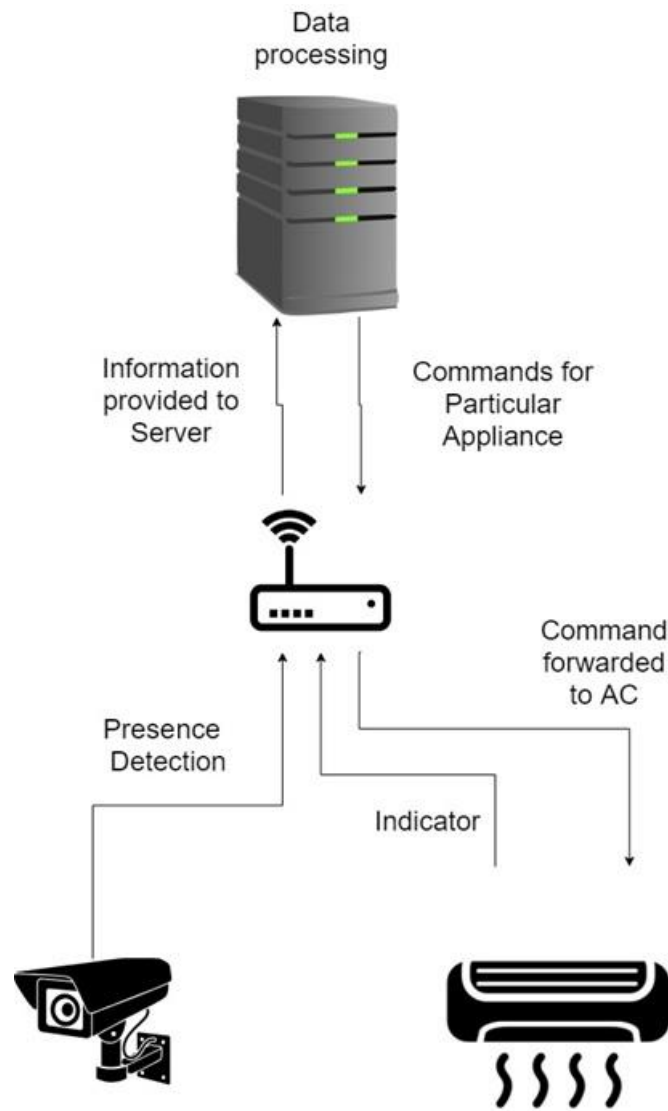 Data
processing
Information
provided to
Server
Commands for
Particular
Appliance
Command
forwarded
to AC
Presence
Detection
Indicator